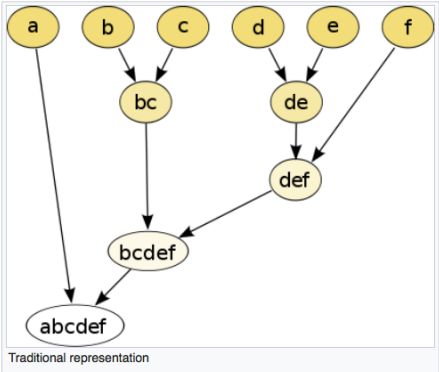 a b c d e f
bc de
def
bcdef
abcdef
Traditional representation